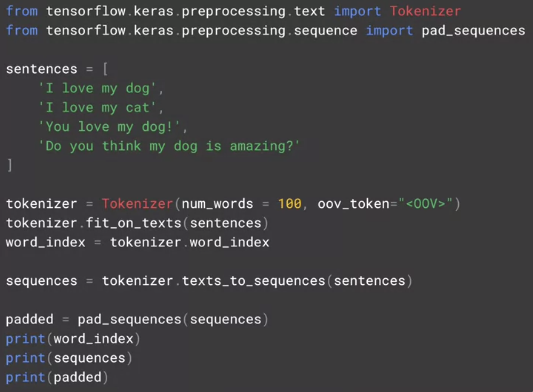 from tensorflow.keras.preprocessing.text import Tokenizer
from tensorflow.keras.preprocessing.sequence import pad_sequences

sentences = [
    'I love my dog',
    'I love my cat',
    'You love my dog!',
    'Do you think my dog is amazing?'
]

tokenizer = Tokenizer(num_words = 100, oov_token="<OOV>")
tokenizer.fit_on_texts(sentences)
word_index = tokenizer.word_index

sequences = tokenizer.texts_to_sequences(sentences)

padded = pad_sequences(sequences)
print(word_index)
print(sequences)
print(padded)